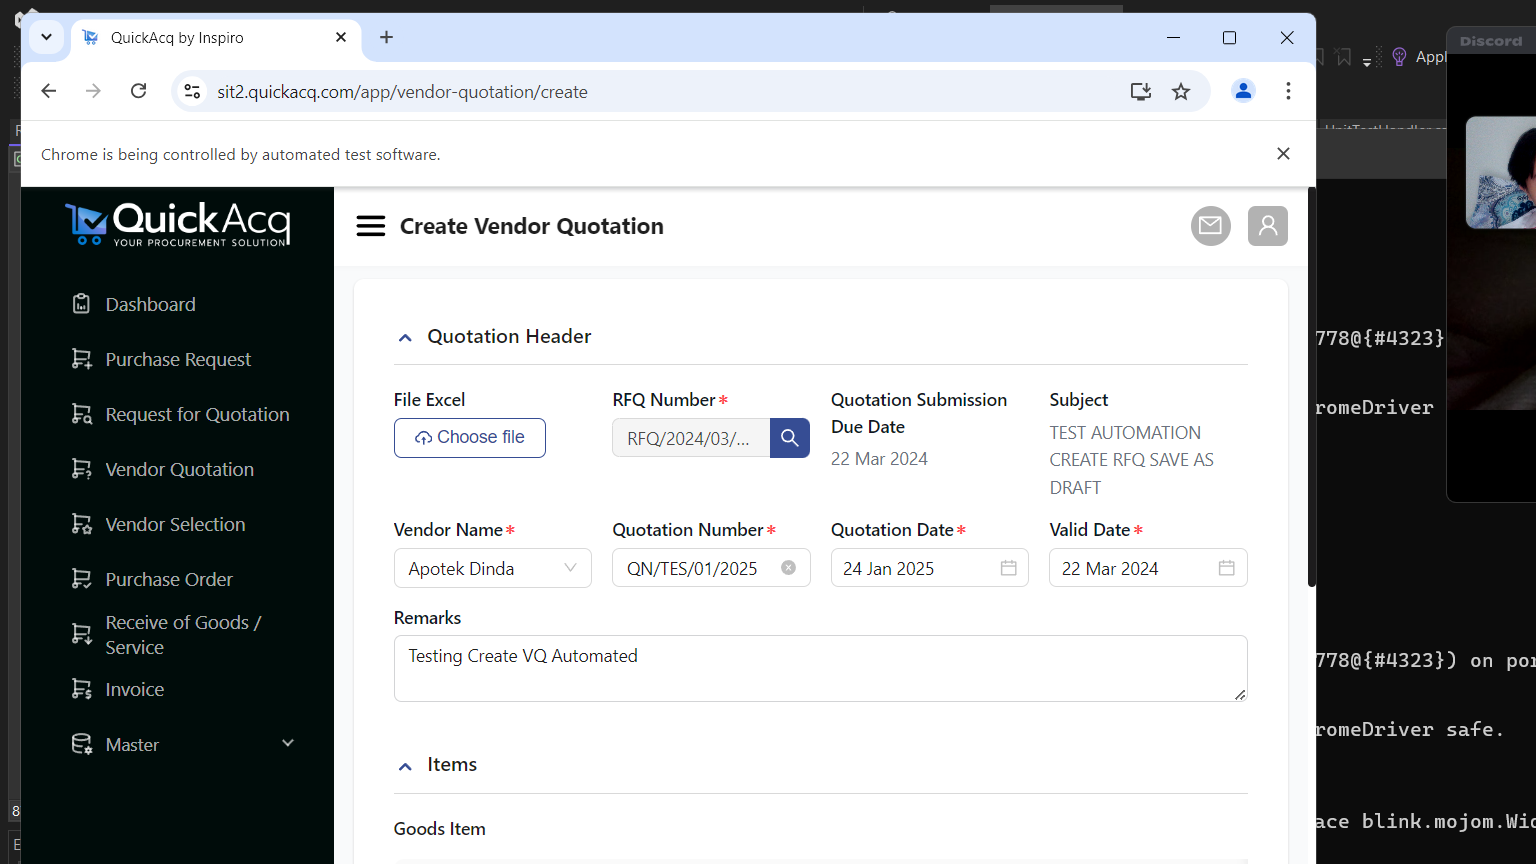 QuickAcq by Inspiro
Discord
Appl
sit2.quickacq.com/app/vendor-quotation/create
Chrome is being controlled by automated test software.
QuickAcq
YOUR PROCUREMENT SOLUTION
Create Vendor Quotation
Dashboard
Purchase Request
Request for Quotation
Vendor Quotation
Vendor Selection
Purchase Order
Receive of Goods /
Service
Invoice
Master
Quotation Header
File Excel
Choose file
RFQ Number*
RFQ/2024/03/...
Quotation Submission
Due Date
22 Mar 2024
Subject
TEST AUTOMATION
CREATE RFQ SAVE AS
DRAFT
Vendor Name*
Apotek Dinda
Quotation Number*
QN/TES/01/2025
Quotation Date*
24 Jan 2025
Valid Date*
22 Mar 2024
Remarks
Testing Create VQ Automated
Items
Goods Item
778@{#4323}
romeDriver
778@{#4323}) on por
romeDriver safe.
ace blink.mojom.Wid
8